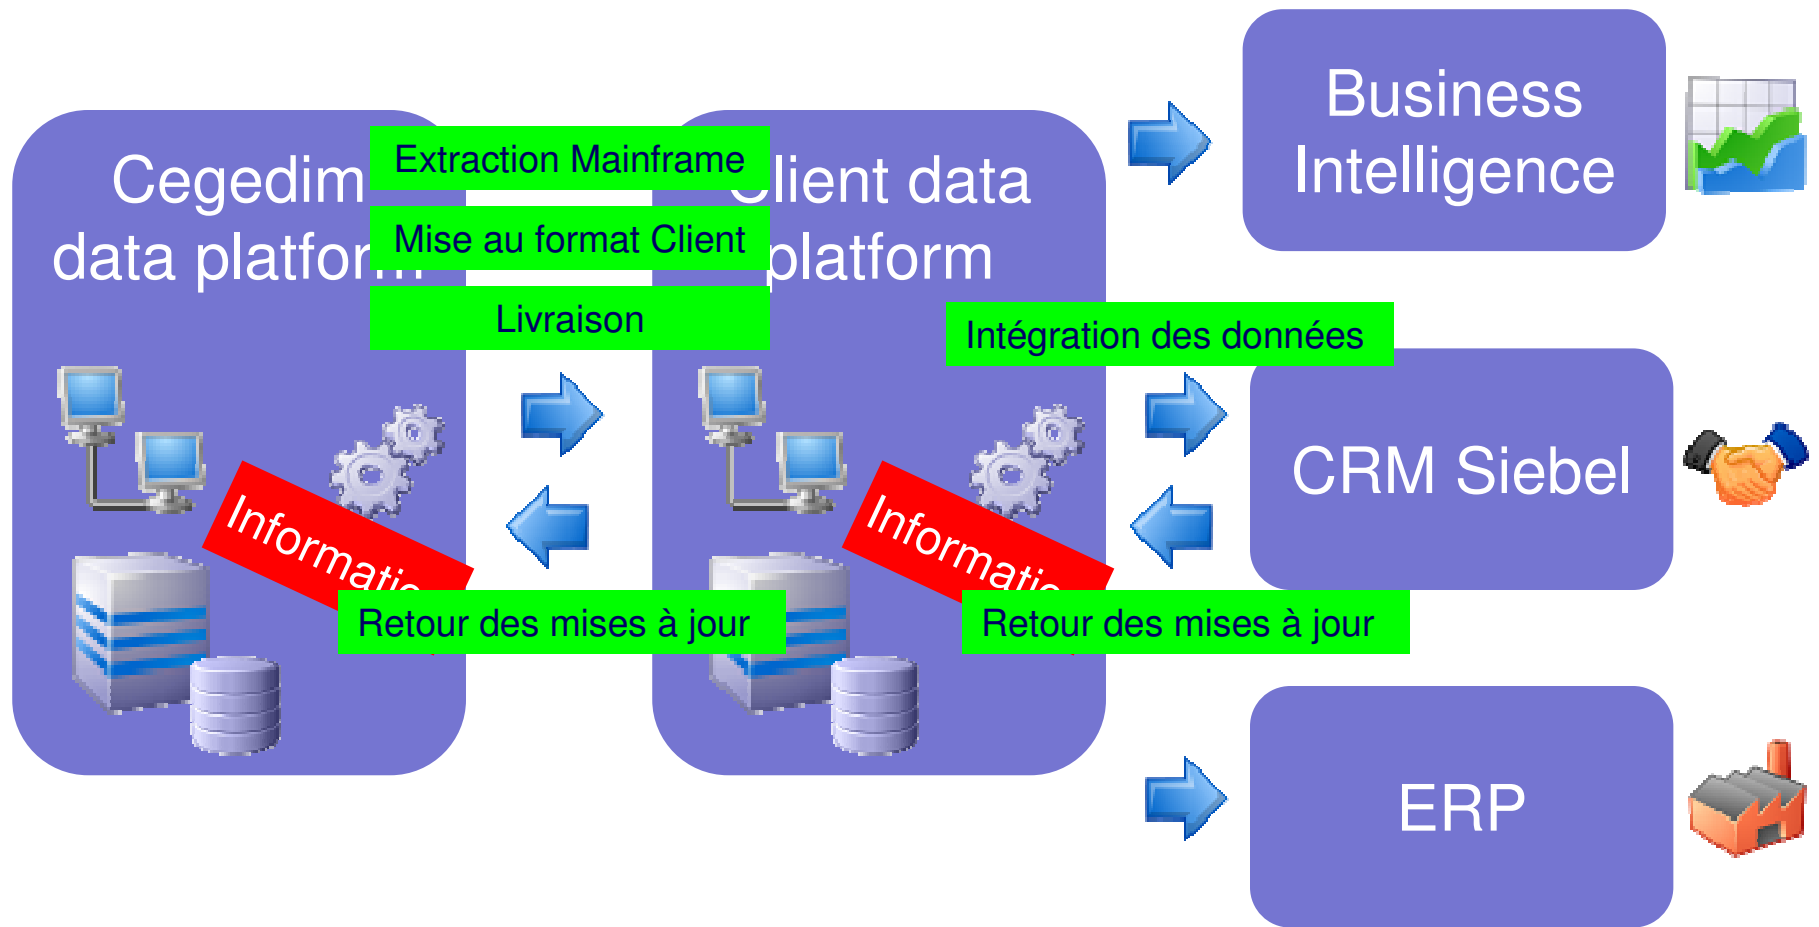 Cegedim
data platform
Extraction Mainframe
Mise au format Client
Livraison
Client data
platform
Business
Intelligence
Intégration des données
CRM Siebel
Retour des mises à jour
Retour des mises à jour
ERP